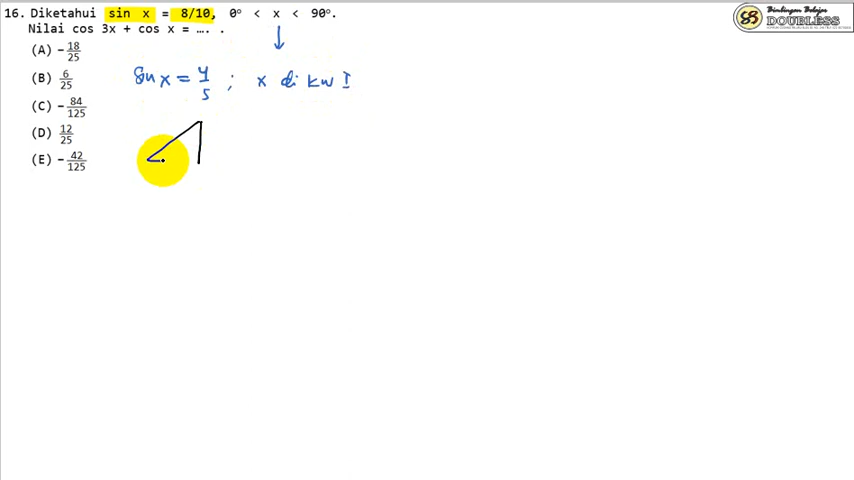 16. Diketahui sin x = 8/10, 0° < x < 90°.
Nilai cos 3x + cos x = …. .
(A) -18/25
(B) 6/25
(C) -84/125
(D) 12/25
(E) -42/125
Sin x = 4/5 ; x di kw I
Bimbingan Belajar
DOUBLESS